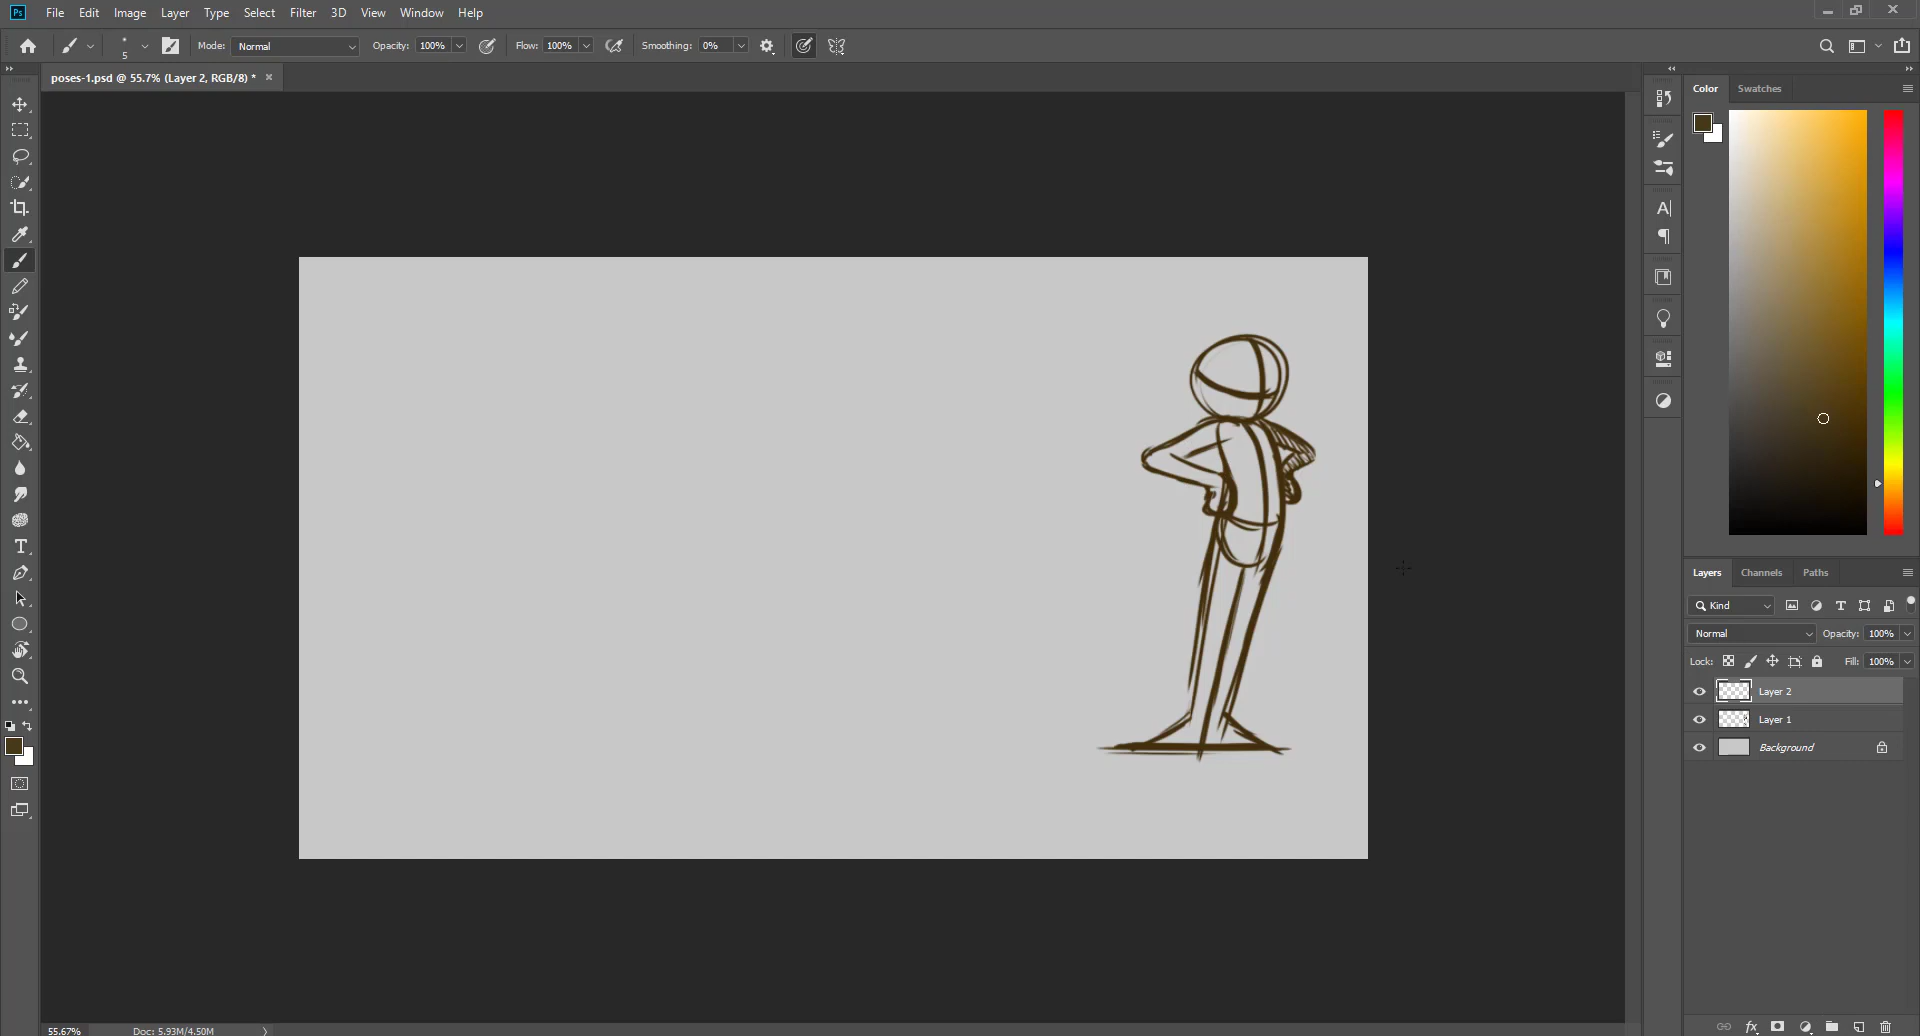 Ps File Edit Image Layer Type Select Filter 3D View Window Help
5 Mode: Normal Opacity: 100% Flow: 100% Smoothing: 0%
poses-1.psd @ 55.7% (Layer 2, RGB/8) * ×
Color Swatches
Layers Channels Paths
Kind
Normal Opacity: 100%
Lock: Fill: 100%
Layer 2
Layer 1
Background
55.67% Doc: 5.93M/4.50M